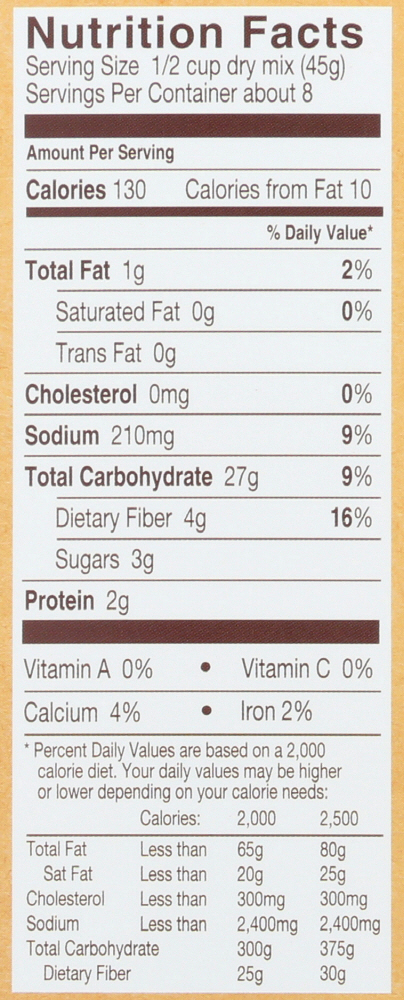 Nutrition Facts
Serving Size 1/2 cup dry mix (45g)
Servings Per Container about 8
Amount Per Serving
Calories 130 Calories from Fat 10
% Daily Value*
Total Fat 1g 2%
Saturated Fat 0g 0%
Trans Fat 0g
Cholesterol 0mg 0%
Sodium 210mg 9%
Total Carbohydrate 27g 9%
Dietary Fiber 4g 16%
Sugars 3g
Protein 2g
Vitamin A 0% • Vitamin C 0%
Calcium 4% • Iron 2%
* Percent Daily Values are based on a 2,000
calorie diet. Your daily values may be higher
or lower depending on your calorie needs:
Calories: 2,000 2,500
Total Fat Less than 65g 80g
Sat Fat Less than 20g 25g
Cholesterol Less than 300mg 300mg
Sodium Less than 2,400mg 2,400mg
Total Carbohydrate 300g 375g
Dietary Fiber 25g 30g